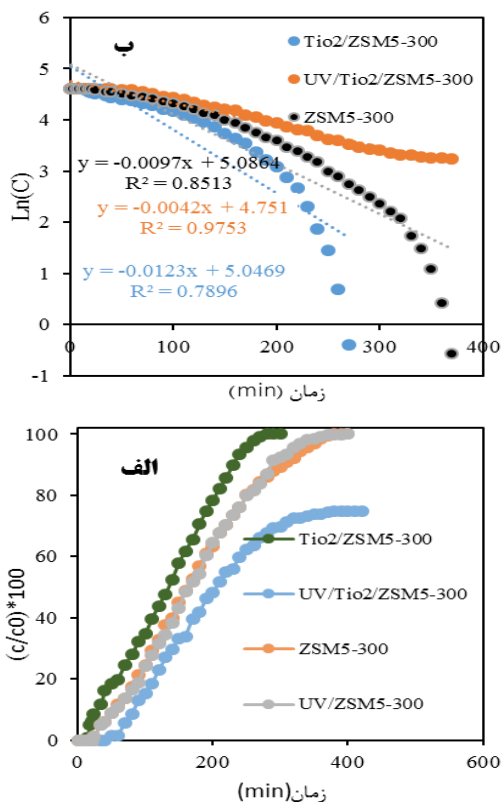 ب
6
5
4
3
2
1
0
-1
Ln(C)
Tio2/ZSM5-300
UV/Tio2/ZSM5-300
ZSM5-300
y = -0.0097x + 5.0864
R² = 0.8513
y = -0.0042x + 4.751
R² = 0.9753
y = -0.0123x + 5.0469
R² = 0.7896
0 100 200 300 400
زمان (min)
الف
100
80
60
40
20
0
(c/c0)*100
Tio2/ZSM5-300
UV/Tio2/ZSM5-300
ZSM5-300
UV/ZSM5-300
0 200 400 600
زمان(min)